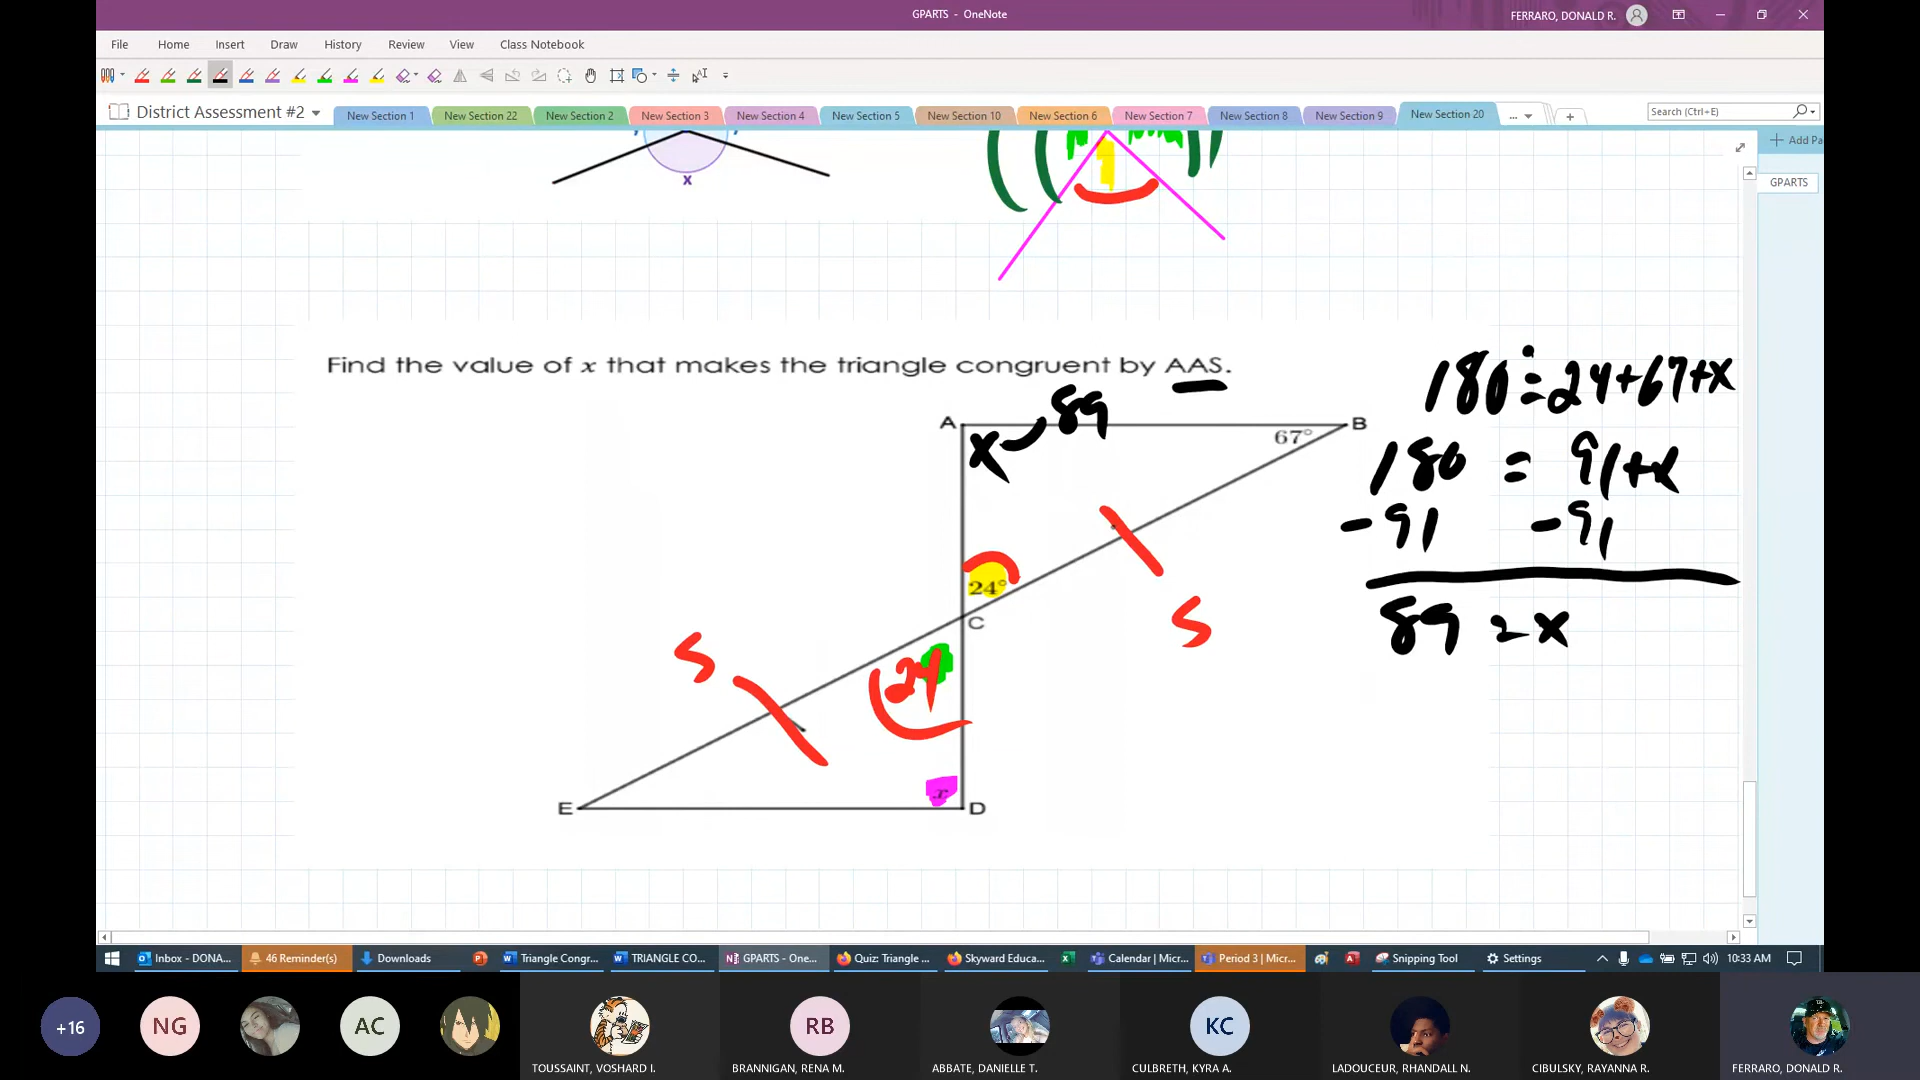 GPARTS - OneNote
FERRARO, DONALD R.
File Home Insert Draw History Review View Class Notebook
District Assessment #2
New Section 1 New Section 22 New Section 2 New Section 3 New Section 4 New Section 5 New Section 10 New Section 6 New Section 7 New Section 8 New Section 9 New Section 20 ...
Search (Ctrl+E)
Add Pa
GPARTS
x
1
Find the value of x that makes the triangle congruent by AAS.
180 = 24+67+x
A
89
B
x
67°
180 = 91+x
-91 -91
24°
89 = x
C
S
S
24
x
E
D
Inbox - DONA... 46 Reminder(s) Downloads Triangle Congr... TRIANGLE CO... GPARTS - One... Quiz: Triangle ... Skyward Educa... Calendar | Micr... Period 3 | Micr... Snipping Tool Settings 10:33 AM
+16
NG
AC
RB
KC
TOUSSAINT, VOSHARD I.
BRANNIGAN, RENA M.
ABBATE, DANIELLE T.
CULBRETH, KYRA A.
LADOUCEUR, RHANDALL N.
CIBULSKY, RAYANNA R.
FERRARO, DONALD R.